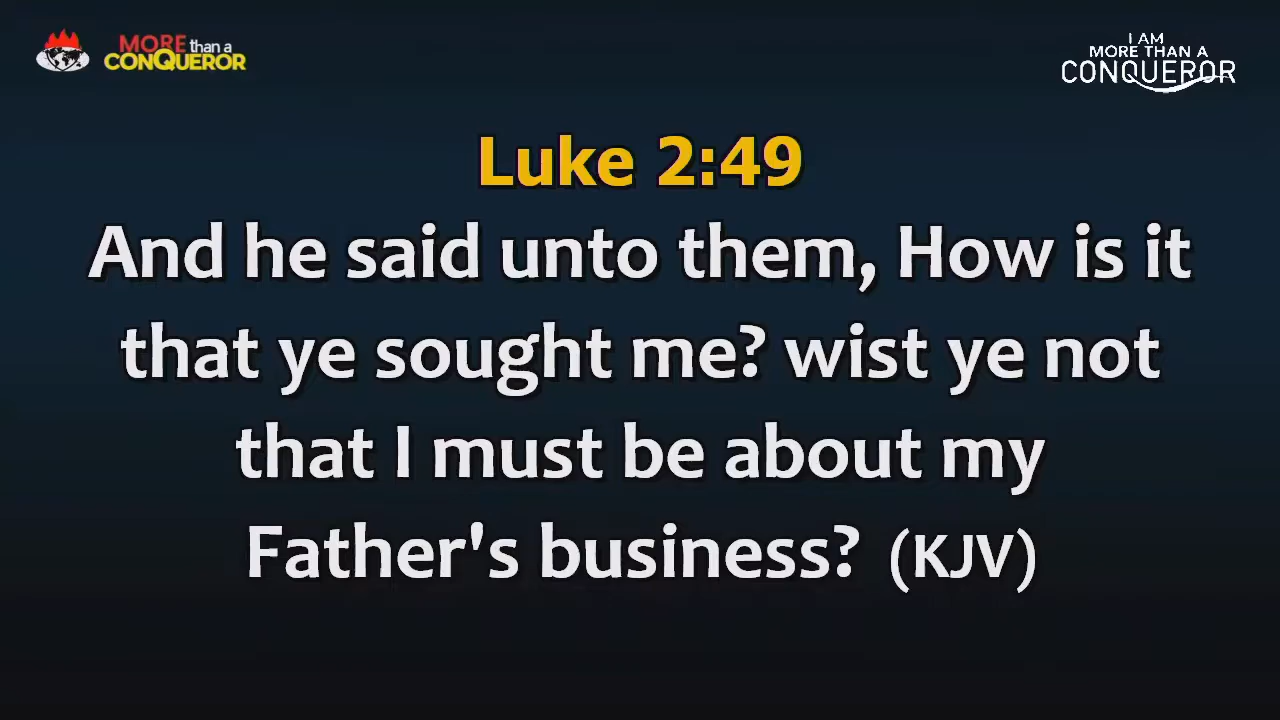 MORE than a
CONQUEROR
I AM
MORE THAN A
CONQUEROR
Luke 2:49
And he said unto them, How is it
that ye sought me? wist ye not
that I must be about my
Father's business? (KJV)